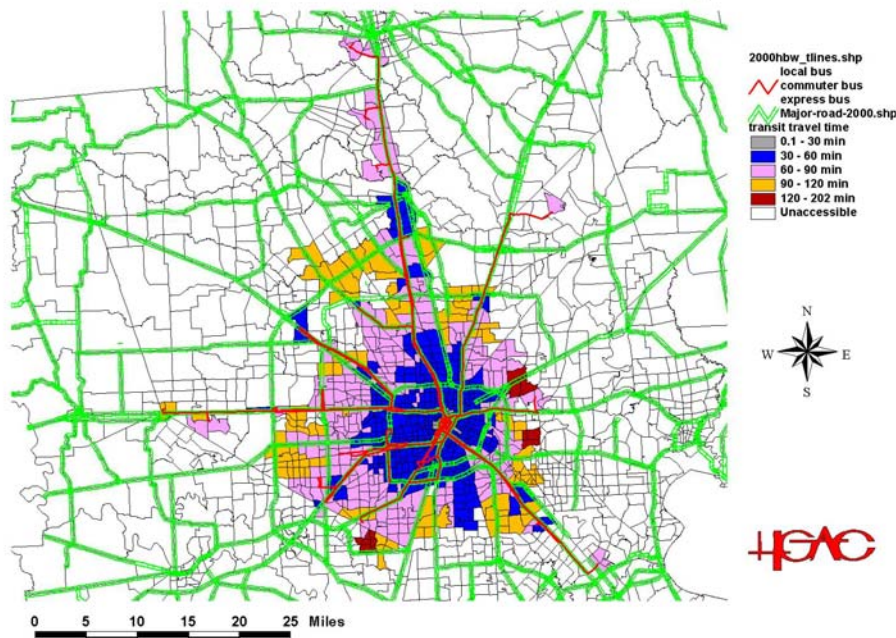 2000hbw_tlines.shp
local bus
commuter bus
express bus
Major-road-2000.shp
transit travel time
0.1 - 30 min
30 - 60 min
60 - 90 min
90 - 120 min
120 - 202 min
Unaccessible
N
W E
S
HGAC
0 5 10 15 20 25 Miles